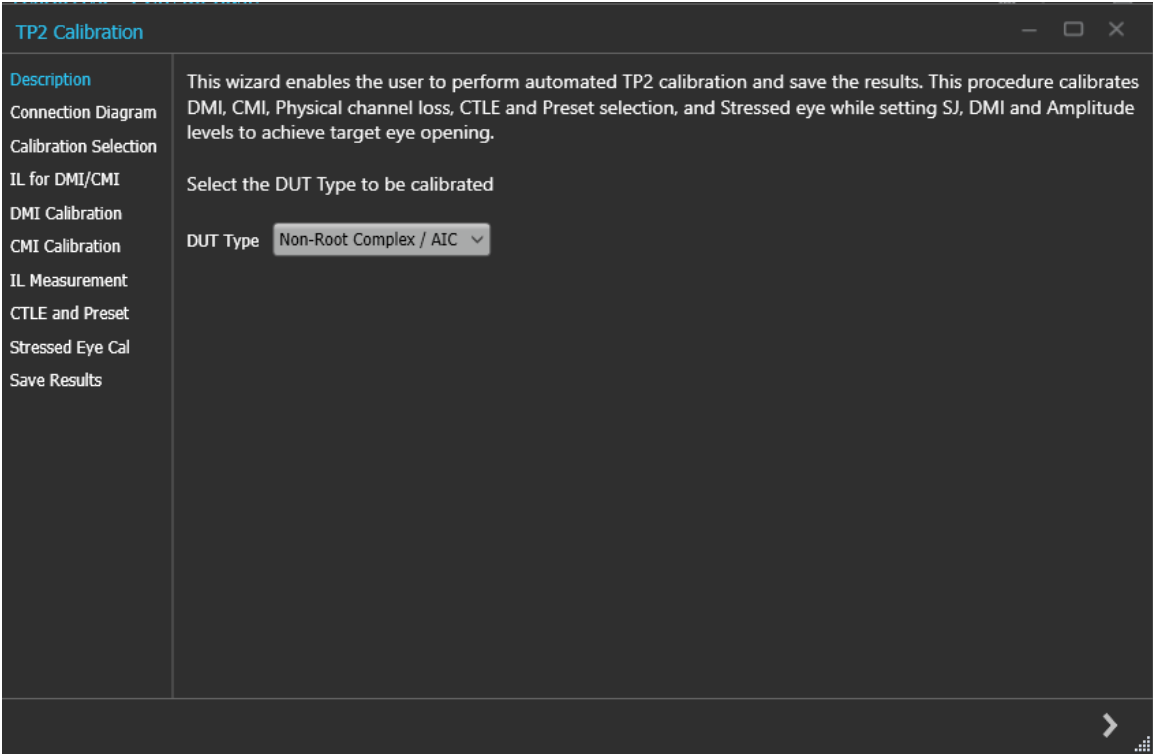 TP2 Calibration
Description
Connection Diagram
Calibration Selection
IL for DMI/CMI
DMI Calibration
CMI Calibration
IL Measurement
CTLE and Preset
Stressed Eye Cal
Save Results
This wizard enables the user to perform automated TP2 calibration and save the results. This procedure calibrates
DMI, CMI, Physical channel loss, CTLE and Preset selection, and Stressed eye while setting SJ, DMI and Amplitude
levels to achieve target eye opening.
Select the DUT Type to be calibrated
DUT Type Non-Root Complex / AIC